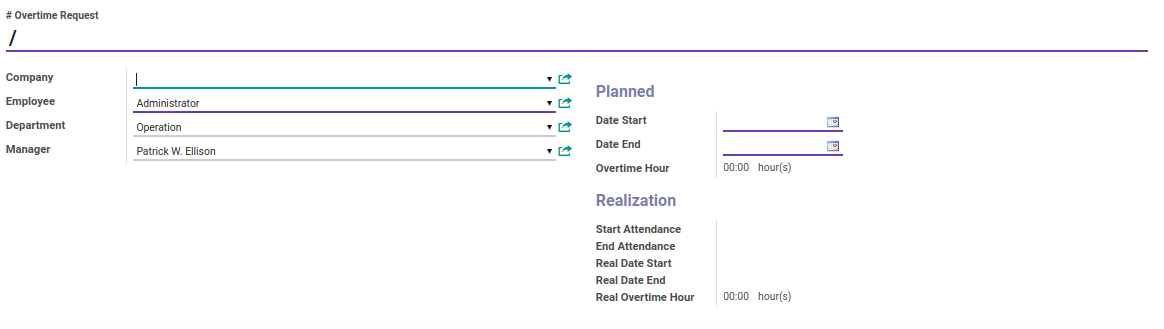 # Overtime Request
/
Company
Employee Administrator
Department Operation
Manager Patrick W. Ellison
Planned
Date Start
Date End
Overtime Hour 00:00 hour(s)
Realization
Start Attendance
End Attendance
Real Date Start
Real Date End
Real Overtime Hour 00:00 hour(s)